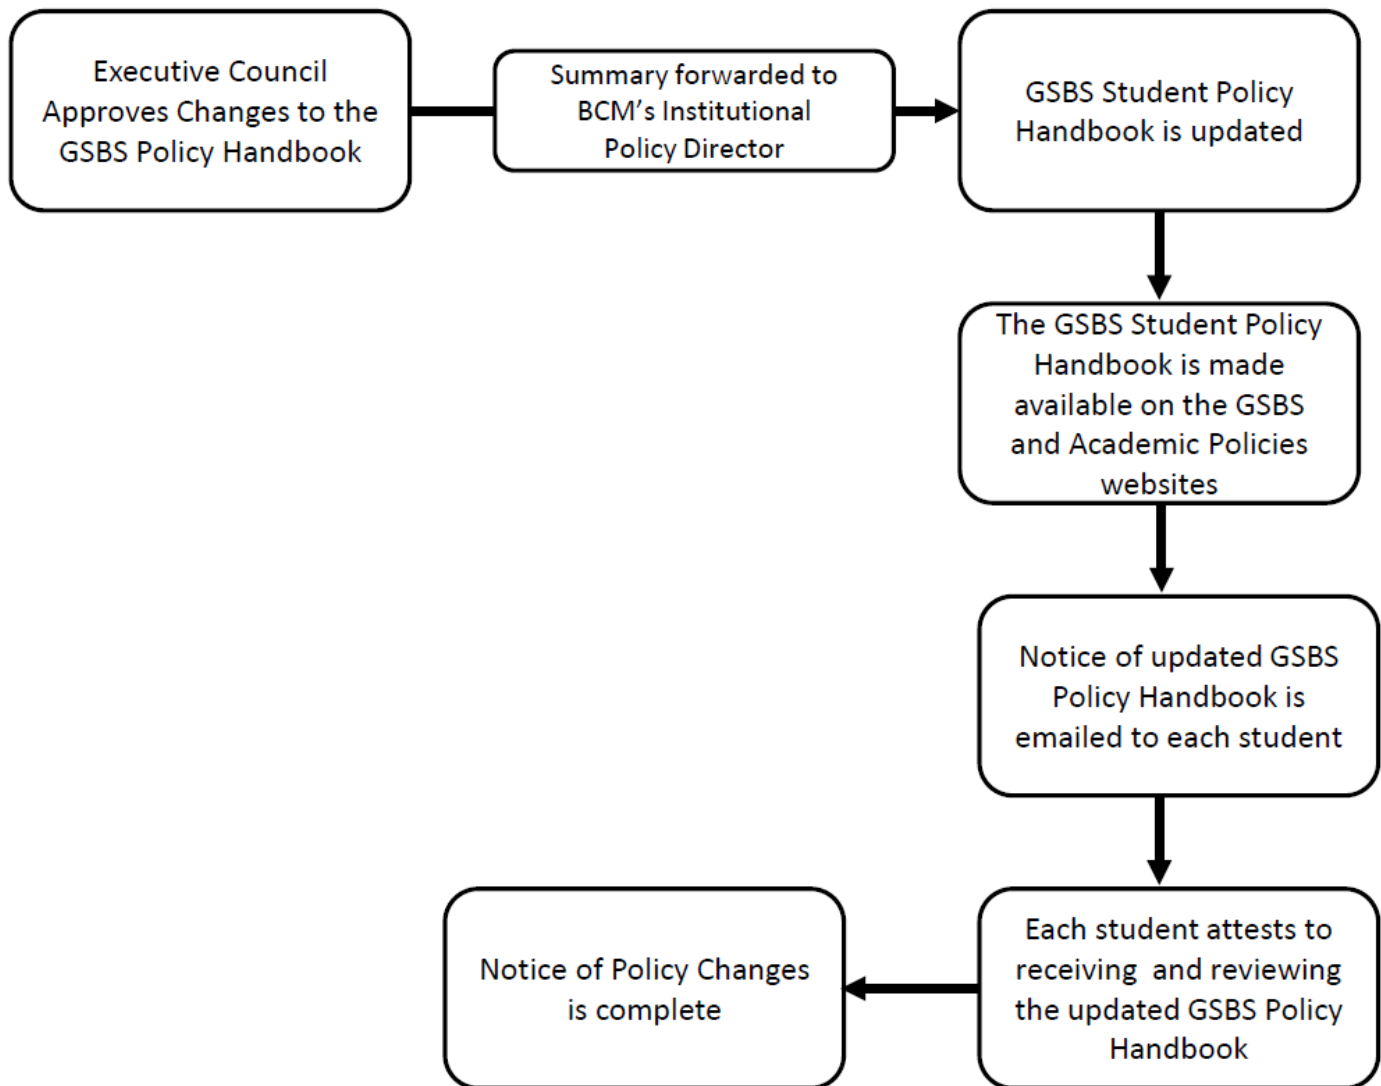 Executive Council
Approves Changes to the
GSBS Policy Handbook
Summary forwarded to
BCM's Institutional
Policy Director
GSBS Student Policy
Handbook is updated
The GSBS Student Policy
Handbook is made
available on the GSBS
and Academic Policies
websites
Notice of updated GSBS
Policy Handbook is
emailed to each student
Each student attests to
receiving  and reviewing
the updated GSBS Policy
Handbook
Notice of Policy Changes
is complete